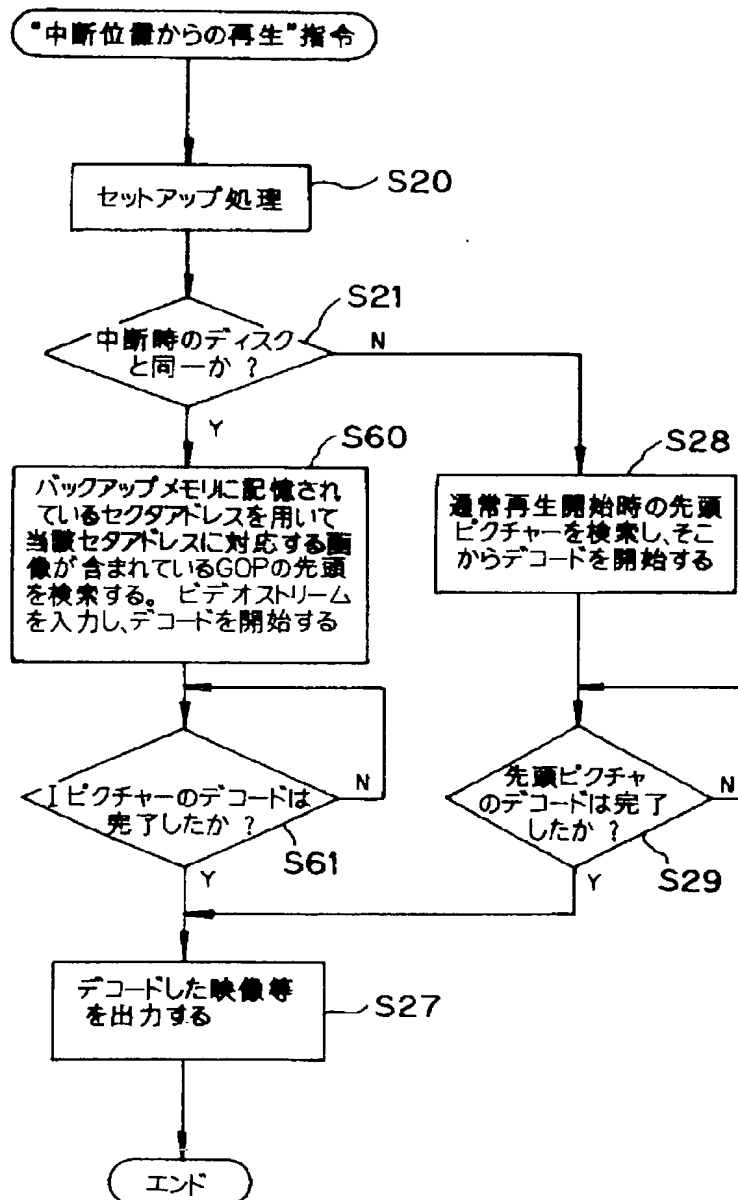 “中断位置からの再生”指令
S20
セットアップ処理
S21
中断時のディスク
と同一か ?
N
Y
S60
バックアップメモリに記憶され
ているセクタアドレスを用いて
当該セタアドレスに対応する画
像が含まれているGOPの先頭
を検索する。 ビデオストリーム
を入力し、デコードを開始する
S28
通常再生開始時の先頭
ピクチャーを検索し、そこ
からデコードを開始する
Iピクチャーのデコードは
完了したか ?
N
S61
Y
先頭ピクチャ
のデコードは完了
したか ?
N
S29
Y
デコードした映像等
を出力する
S27
エンド